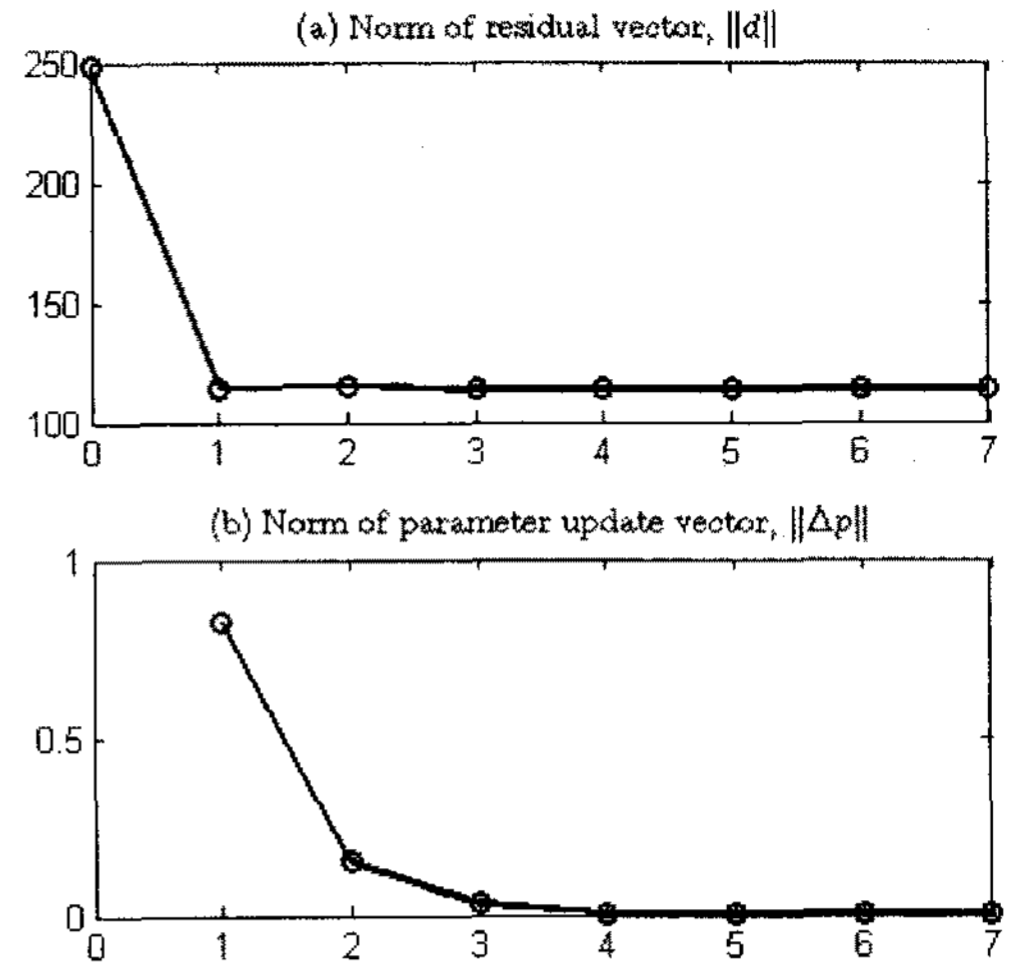 (a) Norm of residual vector, ||d||
250
200
150
100
0 1 2 3 4 5 6 7
(b) Norm of parameter update vector, ||Δp||
1
0.5
0
0 1 2 3 4 5 6 7